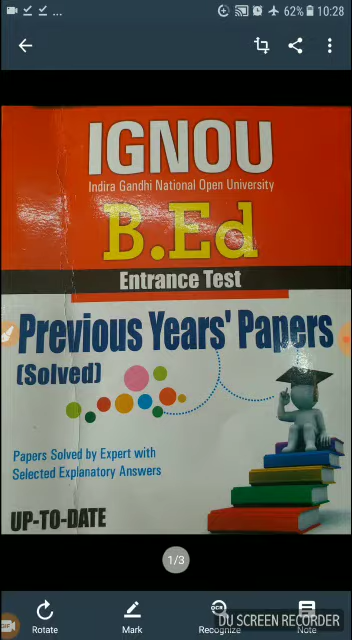 ... 62% 10:28
IGNOU
Indira Gandhi National Open University
B.Ed
Entrance Test
Previous Years' Papers
(Solved)
Papers Solved by Expert with
Selected Explanatory Answers
UP-TO-DATE
1/3
OCR
Rotate Mark Recognize Note
DU SCREEN RECORDER